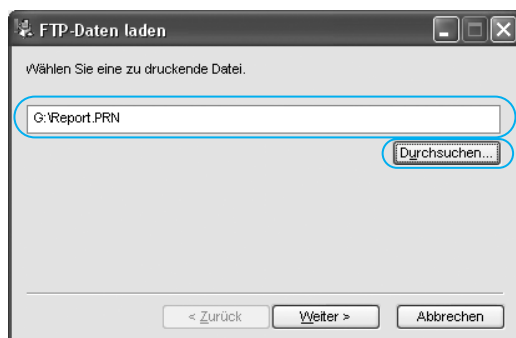 FTP-Daten laden
Wählen Sie eine zu druckende Datei.
G:\Report.PRN
Durchsuchen...
< Zurück Weiter > Abbrechen